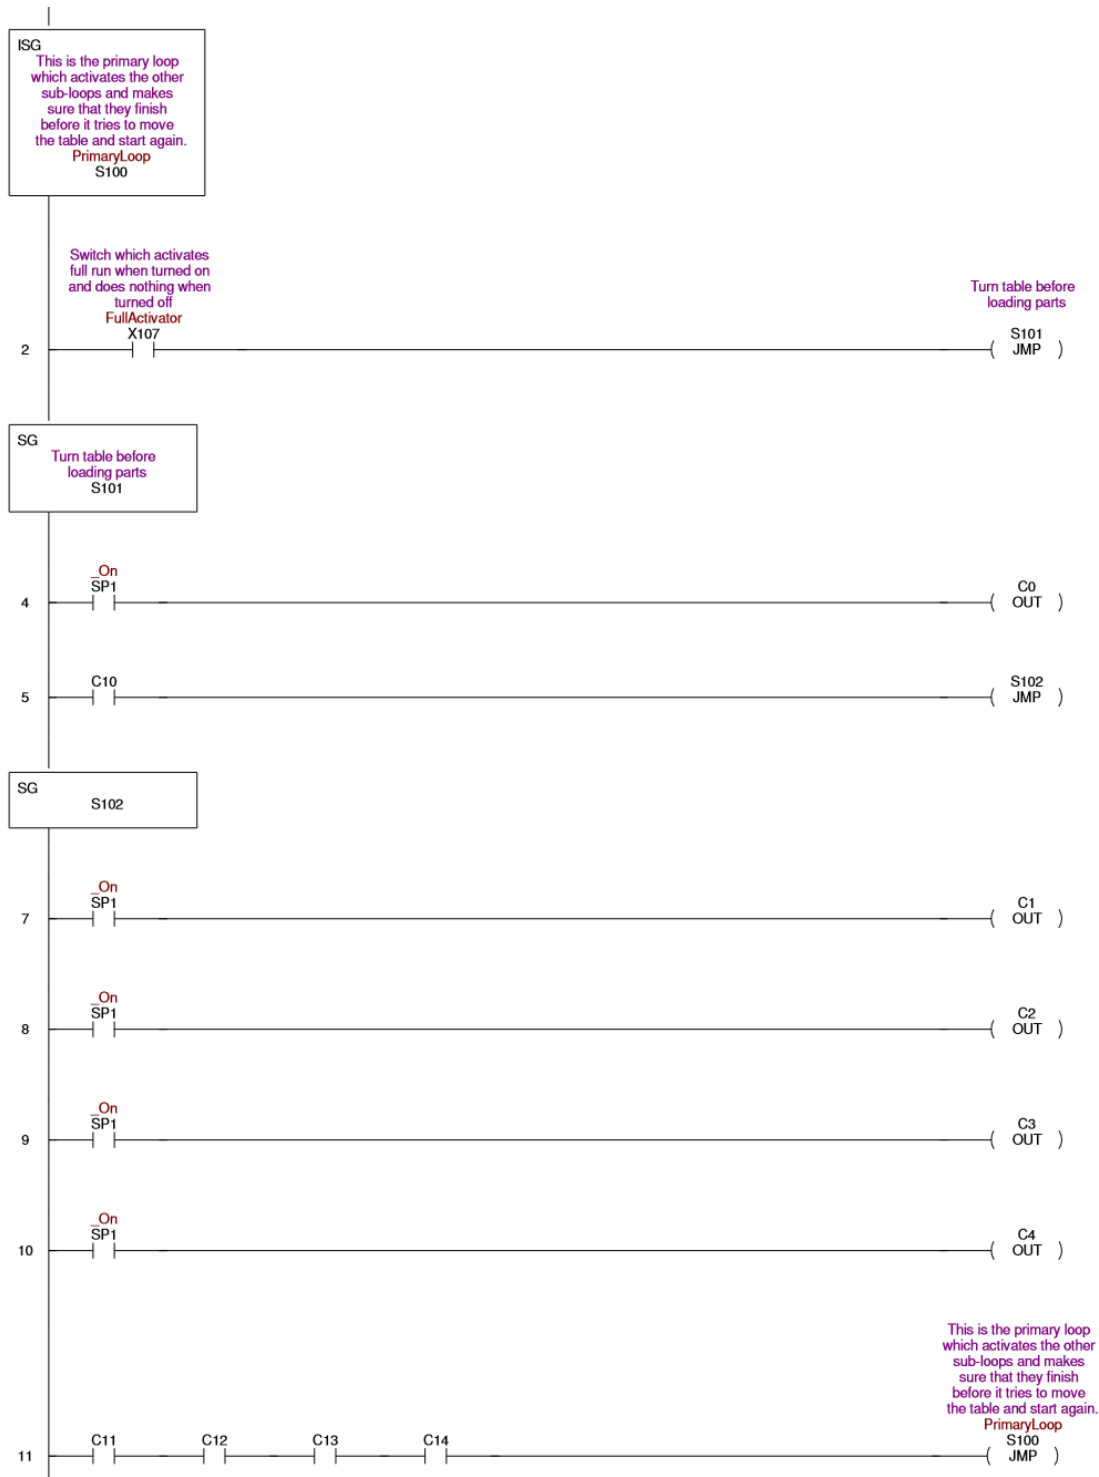 ISG
This is the primary loop
which activates the other
sub-loops and makes
sure that they finish
before it tries to move
the table and start again.
PrimaryLoop
S100
Switch which activates
full run when turned on
and does nothing when
turned off
FullActivator
X107
Turn table before
loading parts
S101
2
JMP
SG
Turn table before
loading parts
S101
_On
SP1
C0
4
OUT
C10
S102
5
JMP
SG
S102
_On
SP1
C1
7
OUT
_On
SP1
C2
8
OUT
_On
SP1
C3
9
OUT
_On
SP1
C4
10
OUT
This is the primary loop
which activates the other
sub-loops and makes
sure that they finish
before it tries to move
the table and start again.
PrimaryLoop
C11 C12 C13 C14 S100
11 JMP